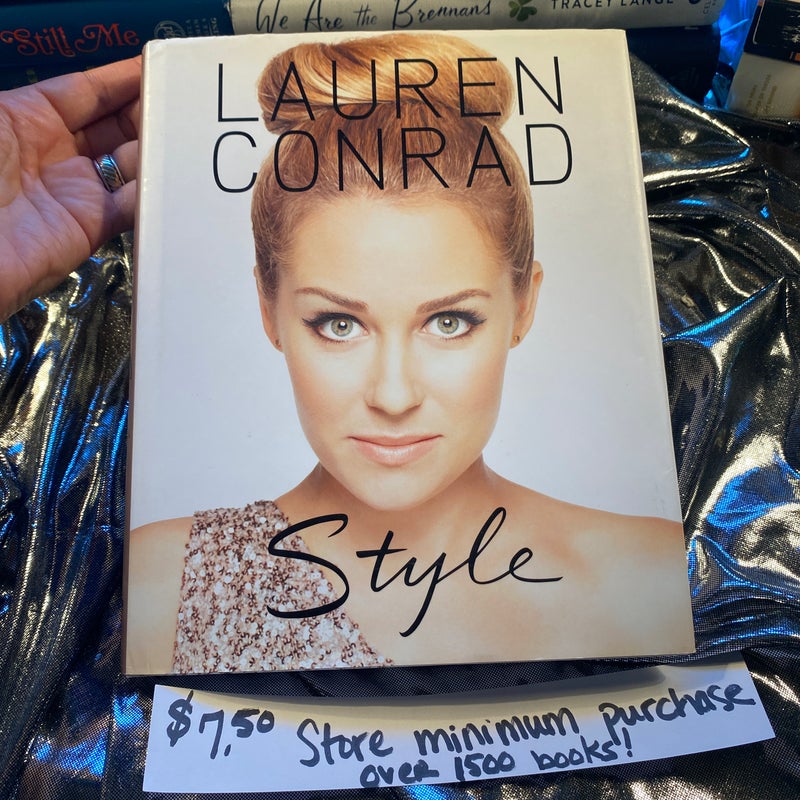 Still Me
We Are the Brennans
TRACEY LANGE
LAUREN
CONRAD
Style
$7.50 Store minimum purchase
over 1500 books!